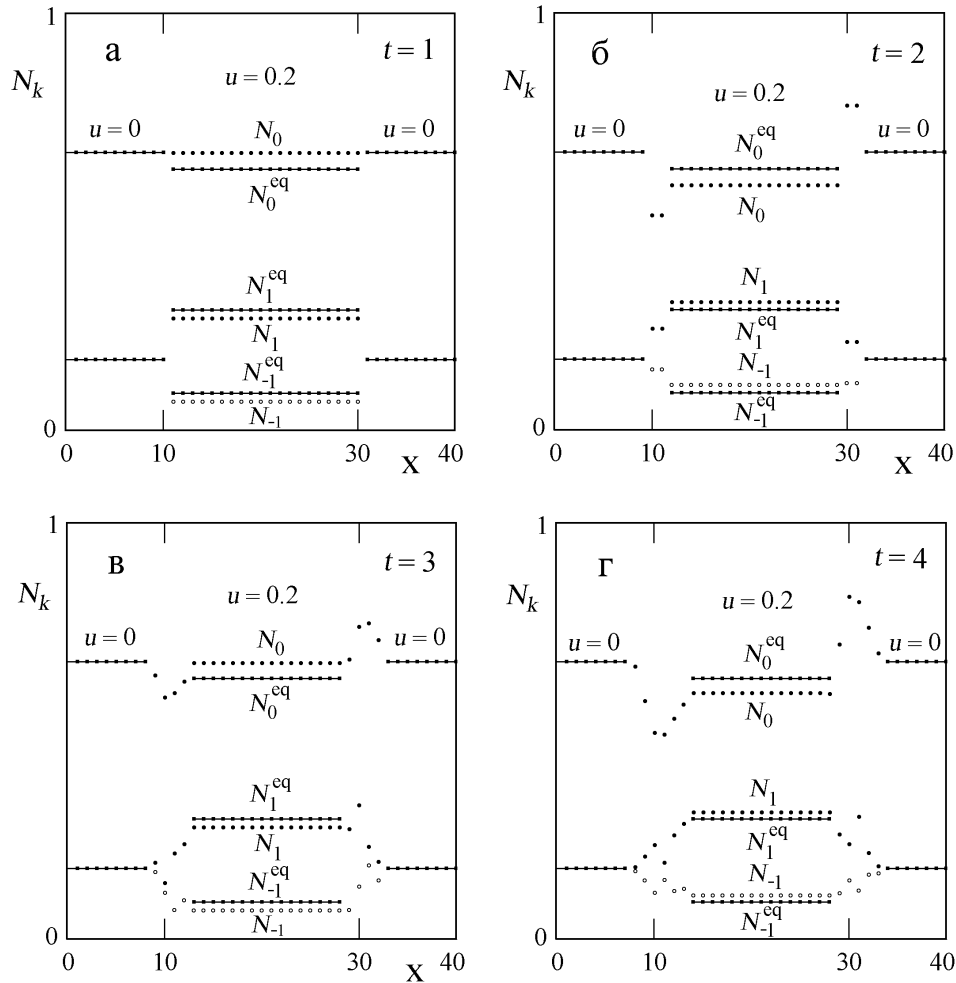 1
а
t = 1
N_k
u = 0.2
u = 0
N_0
u = 0
N_0^eq
N_1^eq
N_1
N_{-1}^eq
N_{-1}
0
0 10 30 40
X
1
б
t = 2
N_k
u = 0.2
u = 0
u = 0
N_0^eq
N_0
N_1
N_1^eq
N_{-1}
N_{-1}^eq
0
0 10 30 40
X
1
в
t = 3
N_k
u = 0.2
u = 0
N_0
u = 0
N_0^eq
N_1^eq
N_1
N_{-1}^eq
N_{-1}
0
0 10 30 40
X
1
г
t = 4
N_k
u = 0.2
u = 0
u = 0
N_0^eq
N_0
N_1
N_1^eq
N_{-1}
N_{-1}^eq
0
0 10 30 40